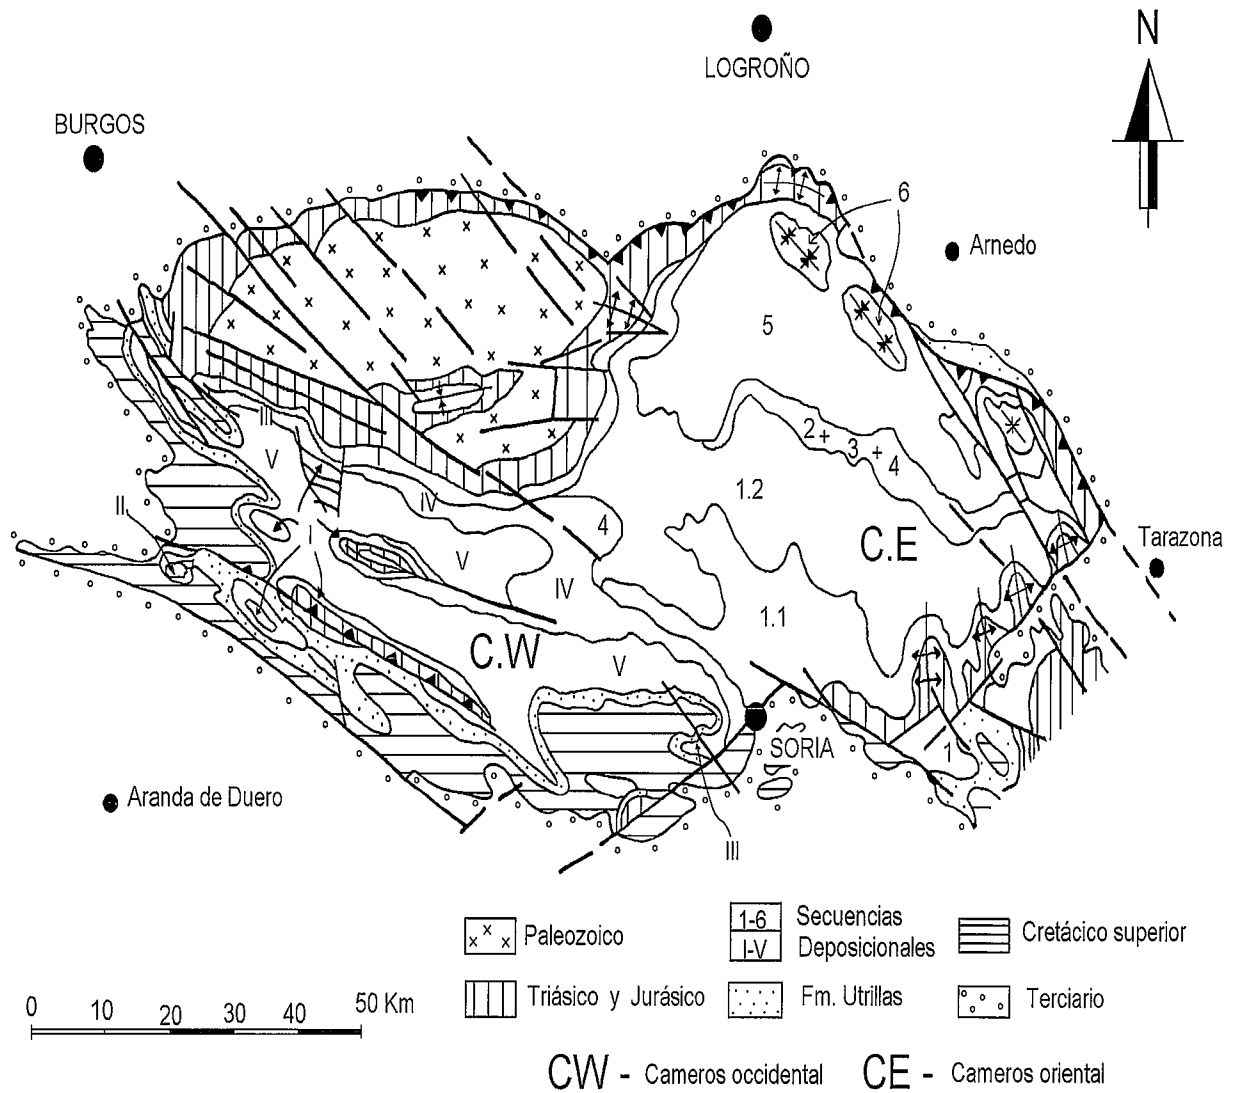 N
LOGROÑO
BURGOS
6
Arnedo
5
2+ 3 + 4
III
V
1.2
IV
II
4
I
C.E
Tarazona
V
IV
1.1
C.W
V
SORIA
1
Aranda de Duero
III
Paleozoico
1-6 Secuencias
I-V Deposicionales
Cretácico superior
Triásico y Jurásico
Fm. Utrillas
Terciario
0 10 20 30 40 50 Km
CW - Cameros occidental
CE - Cameros oriental